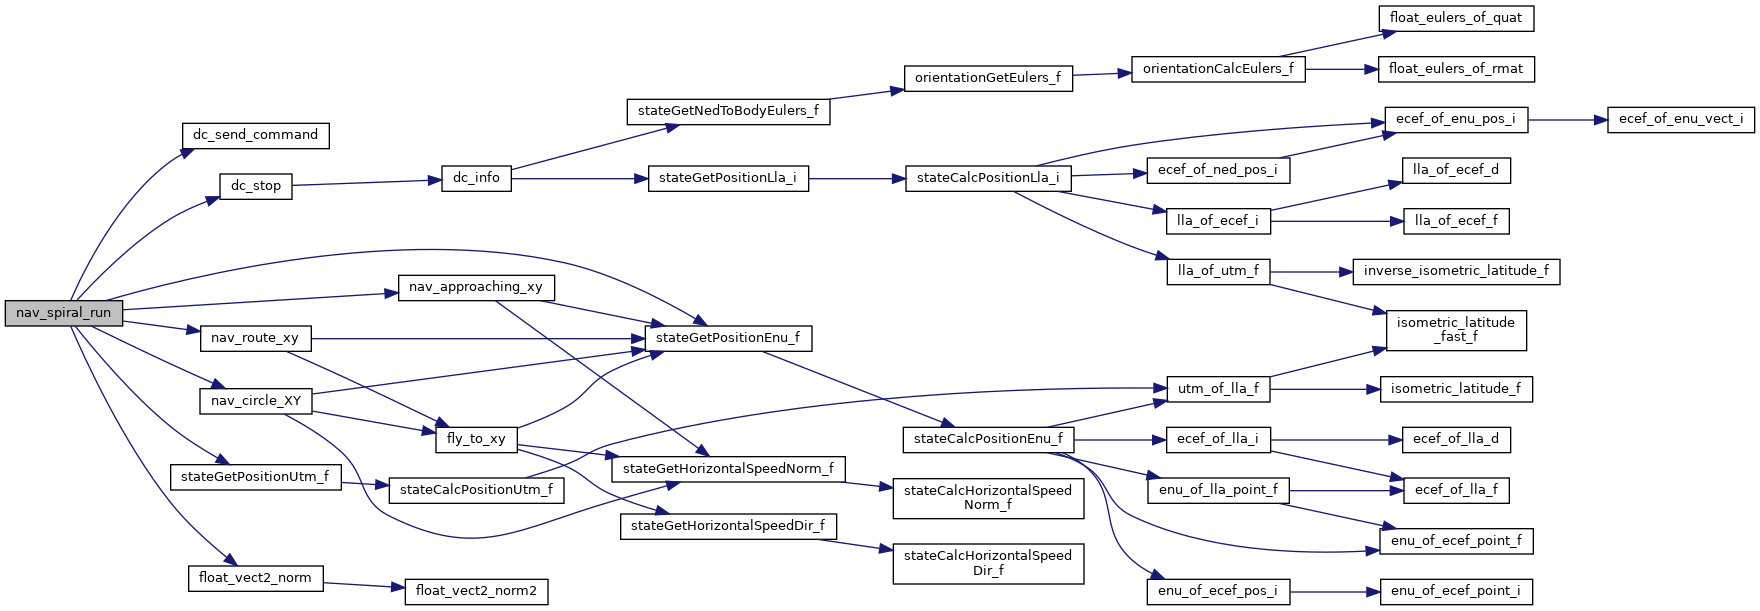 float_eulers_of_quat
orientationCalcEulers_f
float_eulers_of_rmat
orientationGetEulers_f
stateGetNedToBodyEulers_f
ecef_of_enu_pos_i
ecef_of_enu_vect_i
dc_send_command
ecef_of_ned_pos_i
lla_of_ecef_d
dc_info
stateGetPositionLla_i
stateCalcPositionLla_i
dc_stop
lla_of_ecef_i
lla_of_ecef_f
lla_of_utm_f
inverse_isometric_latitude_f
nav_approaching_xy
nav_spiral_run
isometric_latitude
_fast_f
nav_route_xy
stateGetPositionEnu_f
utm_of_lla_f
isometric_latitude_f
nav_circle_XY
fly_to_xy
stateCalcPositionEnu_f
ecef_of_lla_i
ecef_of_lla_d
stateGetHorizontalSpeedNorm_f
stateGetPositionUtm_f
stateCalcPositionUtm_f
stateCalcHorizontalSpeed
Norm_f
enu_of_lla_point_f
ecef_of_lla_f
stateGetHorizontalSpeedDir_f
enu_of_ecef_point_f
stateCalcHorizontalSpeed
Dir_f
float_vect2_norm
float_vect2_norm2
enu_of_ecef_pos_i
enu_of_ecef_point_i